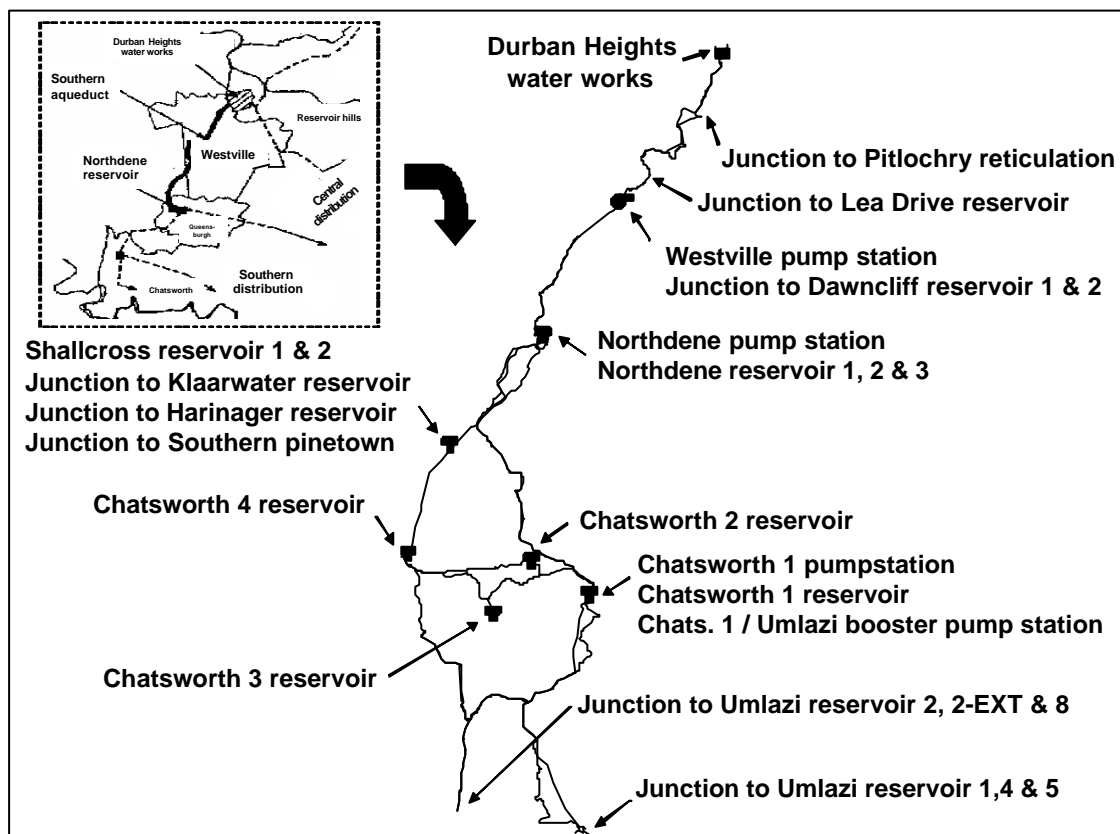 Durban Heights
water works
Southern
aqueduct
Reservoir hills
Westville
Northdene
reservoir
Central
distribution
Queens-
burgh
Southern
distribution
Chatsworth
Durban Heights
water works
Junction to Pitlochry reticulation
Junction to Lea Drive reservoir
Westville pump station
Junction to Dawncliff reservoir 1 & 2
Northdene pump station
Northdene reservoir 1, 2 & 3
Shallcross reservoir 1 & 2
Junction to Klaarwater reservoir
Junction to Harinager reservoir
Junction to Southern pinetown
Chatsworth 4 reservoir
Chatsworth 2 reservoir
Chatsworth 1 pumpstation
Chatsworth 1 reservoir
Chats. 1 / Umlazi booster pump station
Chatsworth 3 reservoir
Junction to Umlazi reservoir 2, 2-EXT & 8
Junction to Umlazi reservoir 1,4 & 5